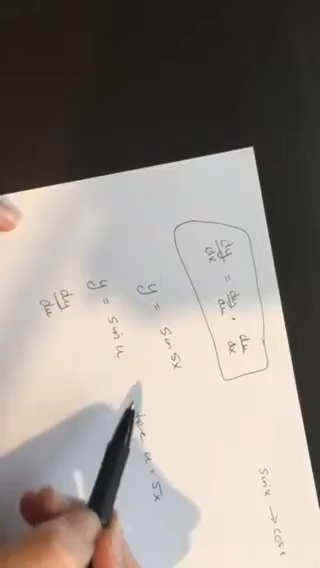 sin x → cos x
dy/dx = dy/du · du/dx
y = sin 5x
let u = 5x
y = sin u
dy/du